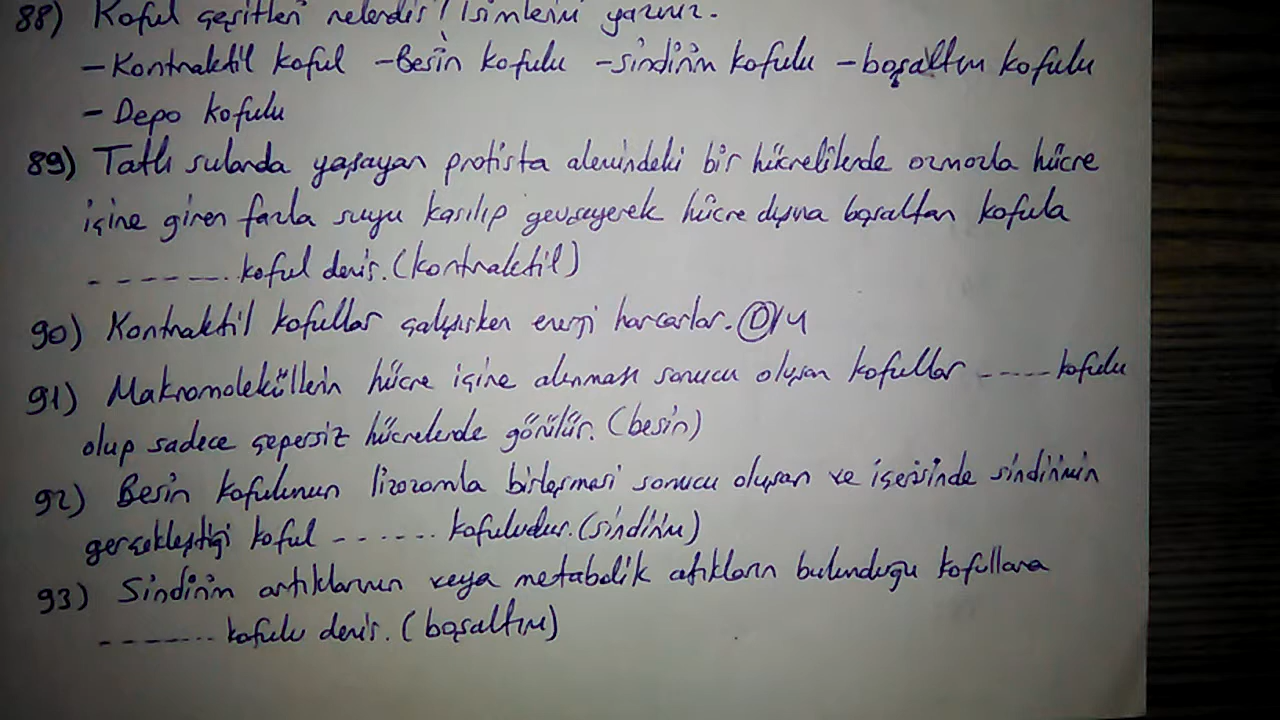 88) Koful çeşitleri nelerdir? İsimlerini yazınız.
- Kontraktil koful - Besin kofulu - sindirim kofulu - boşaltım kofulu
- Depo kofulu
89) Tatlı sularda yaşayan protista alemindeki bir hücrelilerde ozmozla hücre
içine giren fazla suyu kasılıp gevşeyerek hücre dışına boşaltan kofula
------- koful denir. (kontraktil)
90) Kontraktil kofullar çalışırken enerji harcarlar. (D)/Y
91) Makromoleküllerin hücre içine alınması sonucu oluşan kofullar ----- kofulu
olup sadece çepersiz hücrelerde görülür. (besin)
92) Besin kofulunun lizozomla birleşmesi sonucu oluşan ve içerisinde sindirimin
gerçekleştiği koful ------ kofuludur. (sindirim)
93) Sindirim artıklarının veya metabolik atıkların bulunduğu kofullara
------- kofulu denir. (boşaltım)